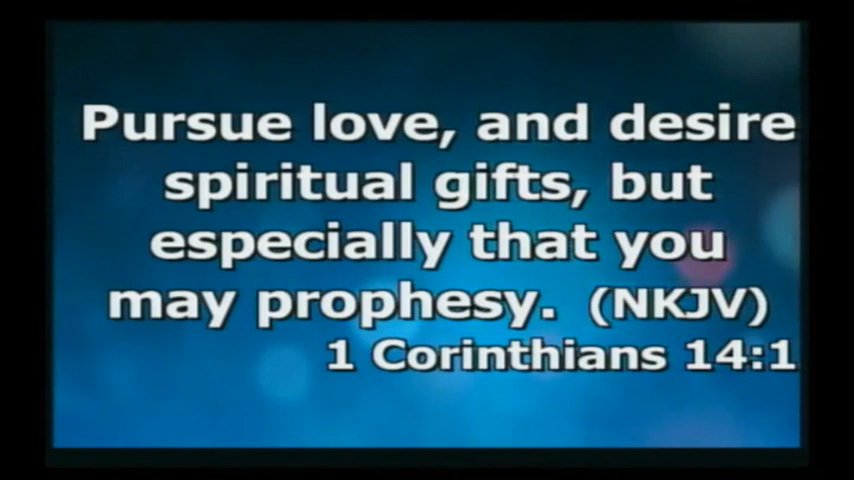 Pursue love, and desire
spiritual gifts, but
especially that you
may prophesy. (NKJV)
1 Corinthians 14:1